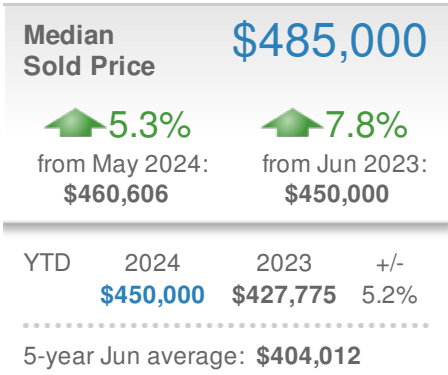 Median $485,000
Sold Price
5.3% 7.8%
from May 2024: from Jun 2023:
$460,606 $450,000
YTD 2024 2023 +/-
$450,000 $427,775 5.2%
5-year Jun average: $404,012